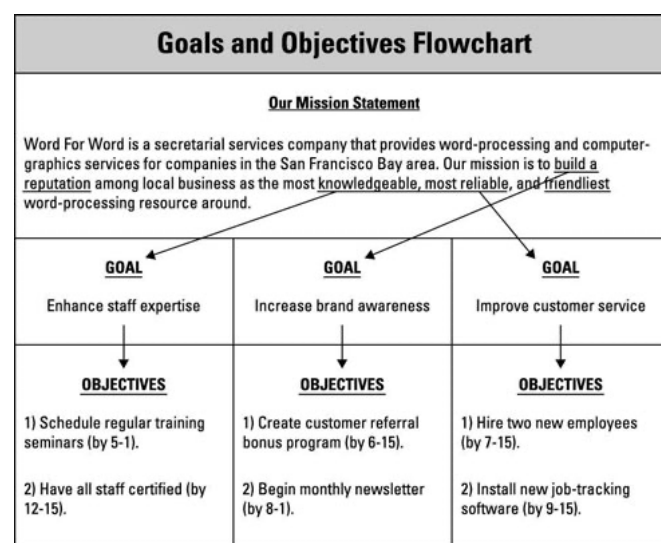 Goals and Objectives Flowchart
Our Mission Statement
Word For Word is a secretarial services company that provides word-processing and computer-
graphics services for companies in the San Francisco Bay area. Our mission is to build a
reputation among local business as the most knowledgeable, most reliable, and friendliest
word-processing resource around.
GOAL
Enhance staff expertise
GOAL
Increase brand awareness
GOAL
Improve customer service
OBJECTIVES
1) Schedule regular training
seminars (by 5-1).
2) Have all staff certified (by
12-15).
OBJECTIVES
1) Create customer referral
bonus program (by 6-15).
2) Begin monthly newsletter
(by 8-1).
OBJECTIVES
1) Hire two new employees
(by 7-15).
2) Install new job-tracking
software (by 9-15).